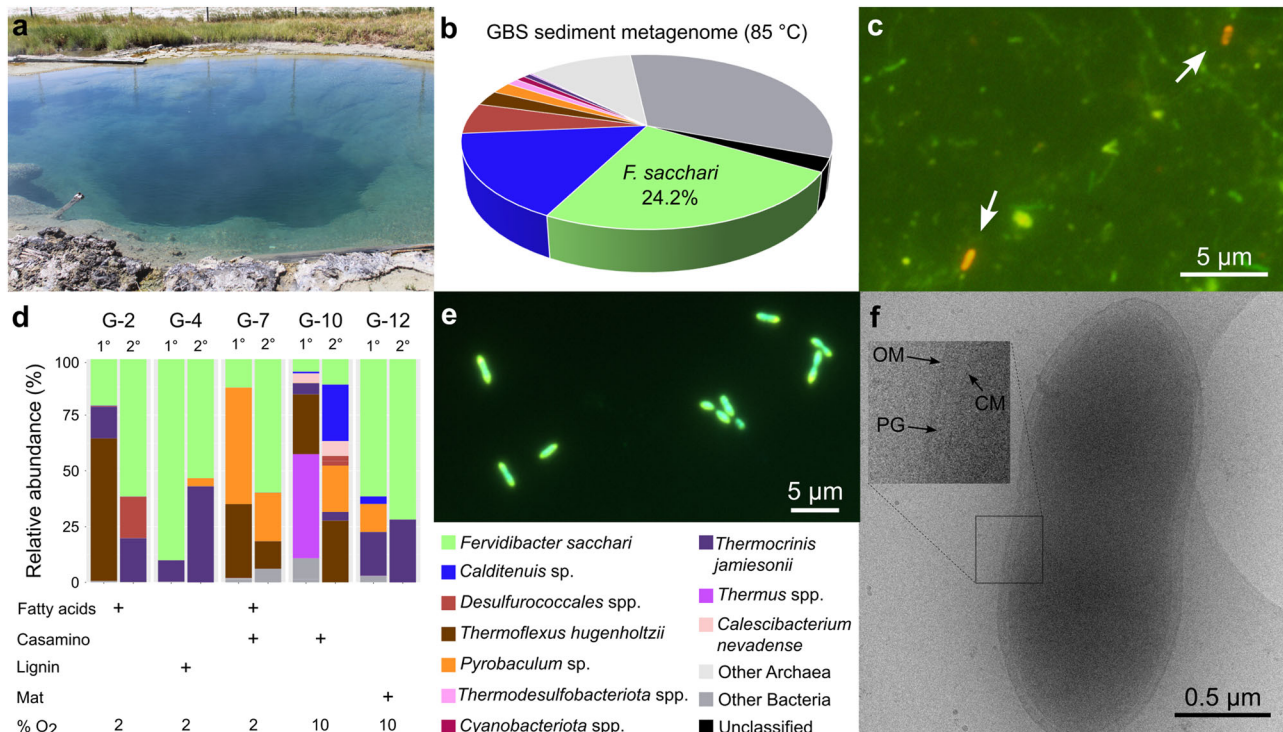 a
b
GBS sediment metagenome (85 °C)
F. sacchari
24.2%
c
5 µm
d
G-2 G-4 G-7 G-10 G-12
1° 2° 1° 2° 1° 2° 1° 2° 1° 2°
Relative abundance (%)
100
75
50
25
0
Fatty acids + +
Casamino + +
Lignin +
Mat +
% O2 2 2 2 10 10
e
5 µm
Fervidibacter sacchari
Calditenuis sp.
Desulfurococcales spp.
Thermoflexus hugenholtzii
Pyrobaculum sp.
Thermodesulfobacteriota spp.
Cyanobacteriota spp.
Thermocrinis
jamiesonii
Thermus spp.
Calescibacterium
nevadense
Other Archaea
Other Bacteria
Unclassified
f
OM
CM
PG
0.5 µm